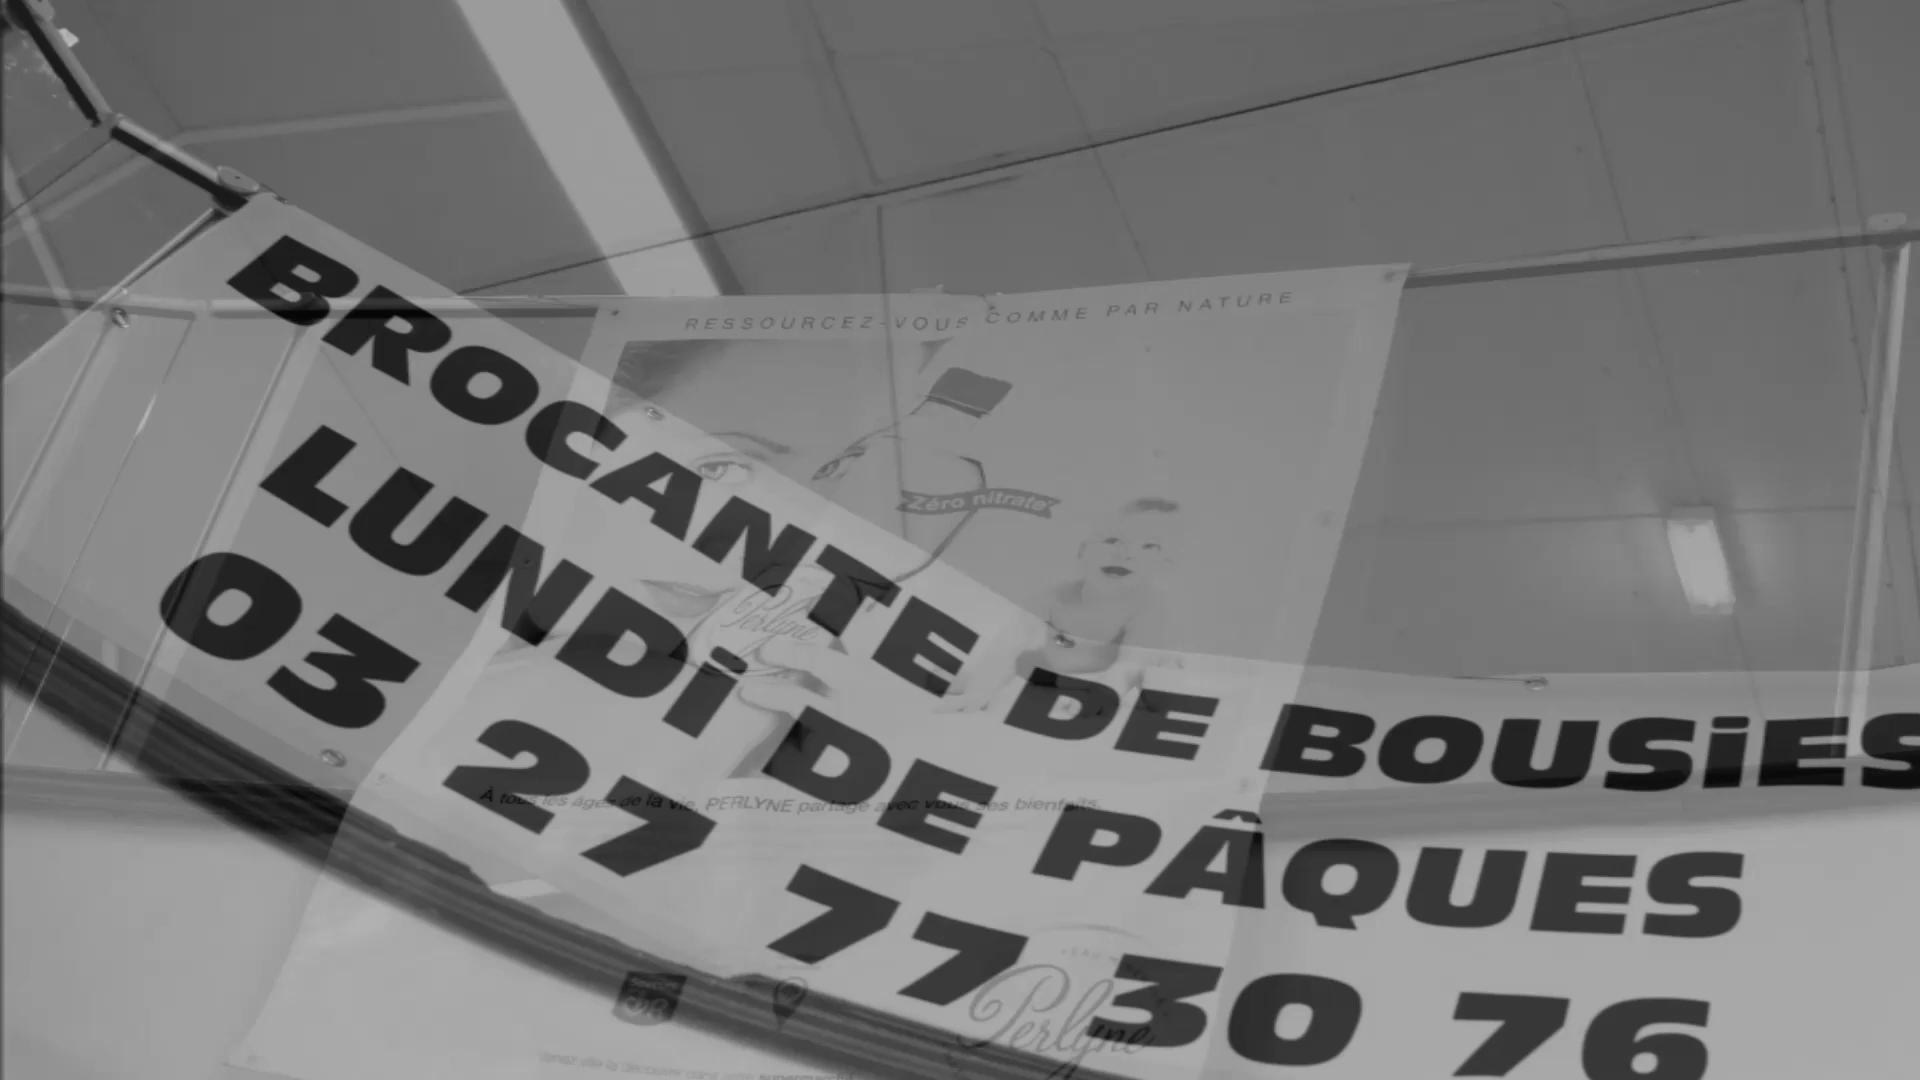 BROCANTE DE BOUSiES
LUNDi DE PÂQUES
03 27 77 30 76
RESSOURCEZ-VOUS COMME PAR NATURE
Zéro nitrate
Perlyne
À tous les âges de la vie, PERLYNE partage avec vous ses bienfaits.
Perlyne